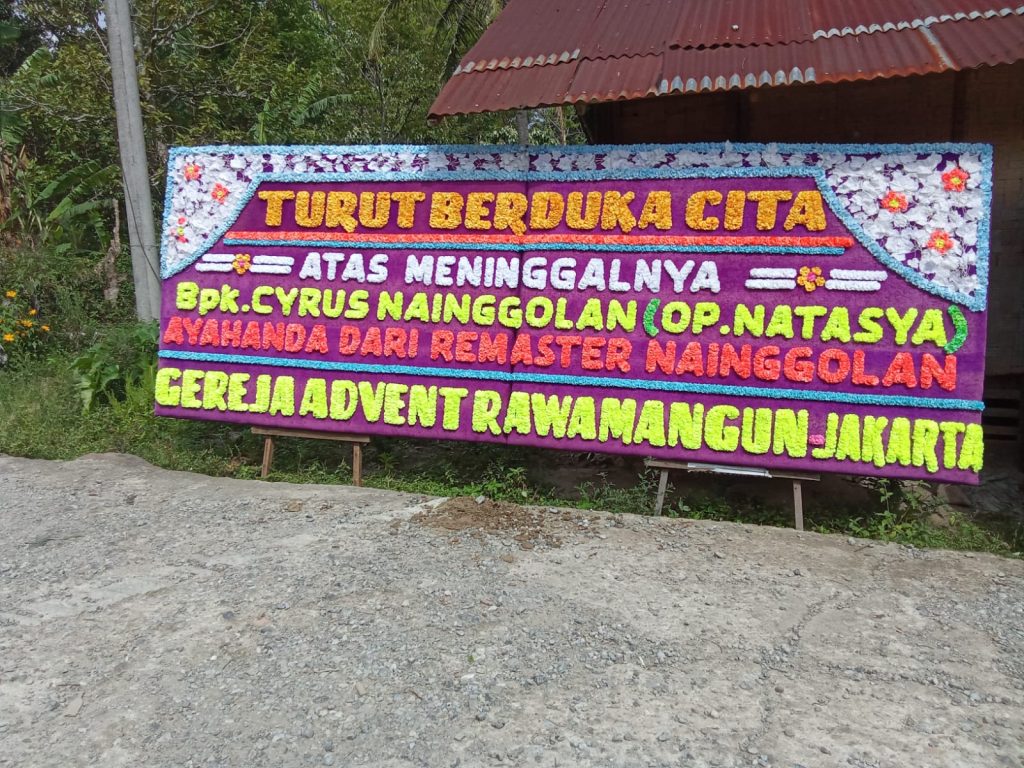 TURUT BERDUKA CITA
ATAS MENINGGALNYA
Bpk. CYRUS NAINGGOLAN (OP. NATASYA)
AYAHANDA DARI REMASTER NAINGGOLAN
GEREJA ADVENT RAWAMANGUN-JAKARTA